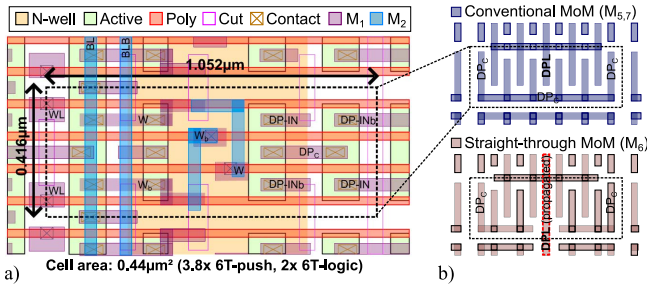 N-well Active Poly Cut Contact M1 M2
BL
BLB
1.052µm
0.416µm
WL
W
Wb
DP-IN
DP-INb
DPC
W
WL
Wb
DP-INb
DP-IN
a)
Cell area: 0.44µm² (3.8x 6T-push, 2x 6T-logic)
Conventional MoM (M5,7)
DPC
DPL
DPC
DPC
Straight-through MoM (M6)
DPC
DPL (propagated)
DPC
b)